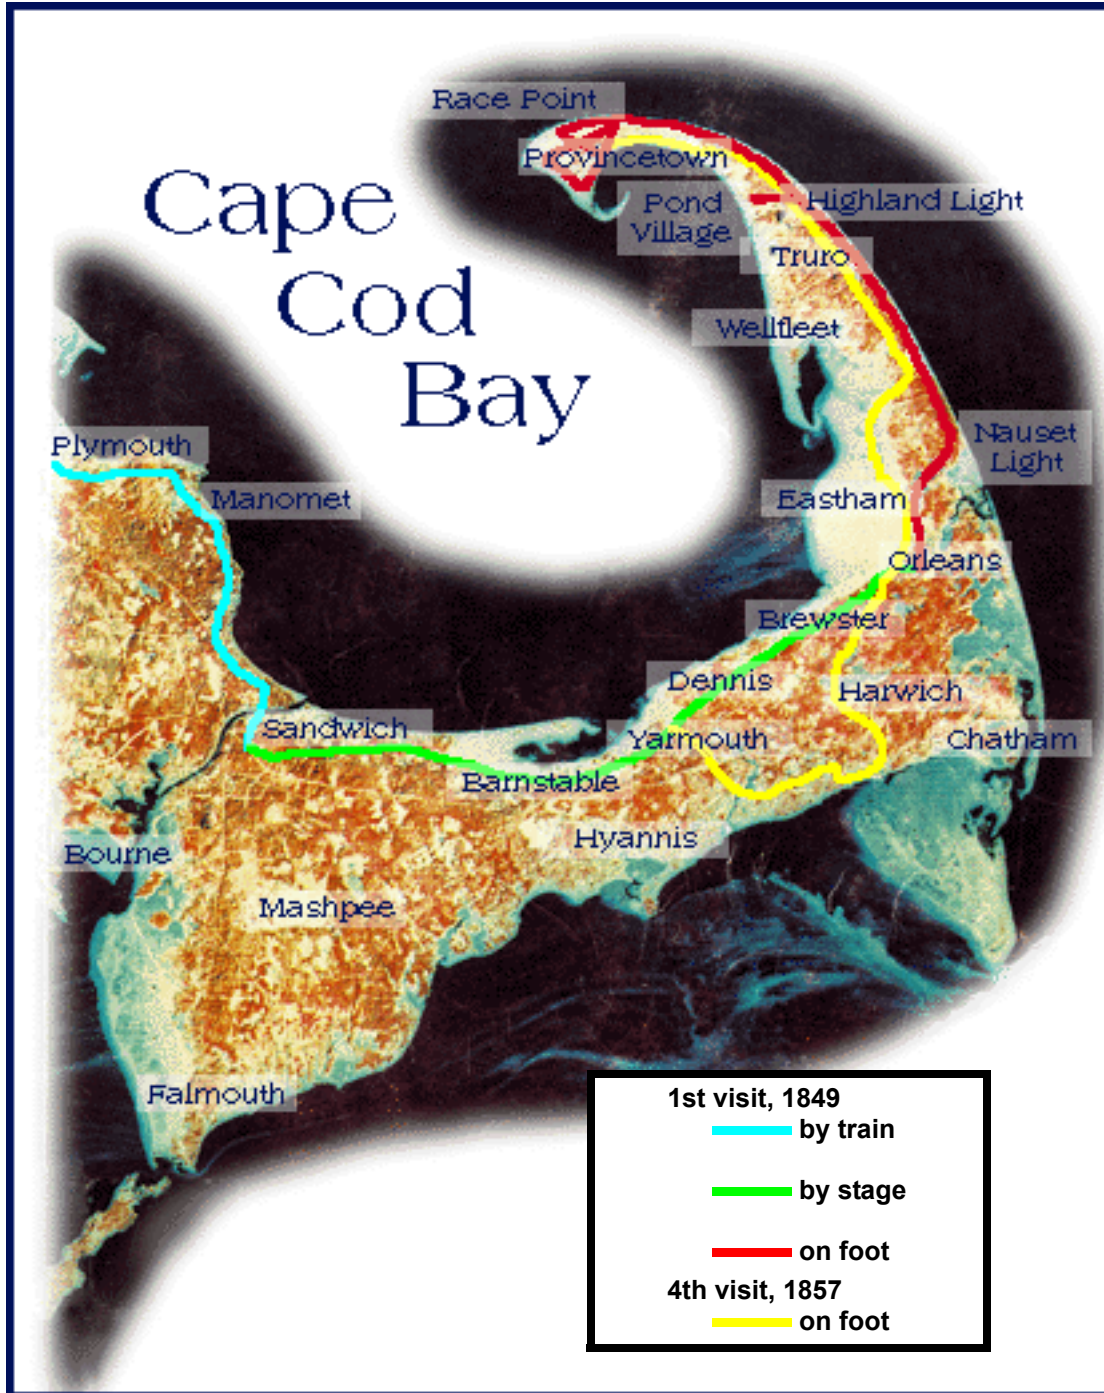 Race Point
Provincetown
Cape
Cod
Bay
Pond
Village
Highland Light
Truro
Wellfleet
Plymouth
Manomet
Nauset
Light
Eastham
Orleans
Brewster
Dennis
Harwich
Sandwich
Yarmouth
Chatham
Barnstable
Hyannis
Bourne
Mashpee
Falmouth
1st visit, 1849
by train
by stage
on foot
4th visit, 1857
on foot